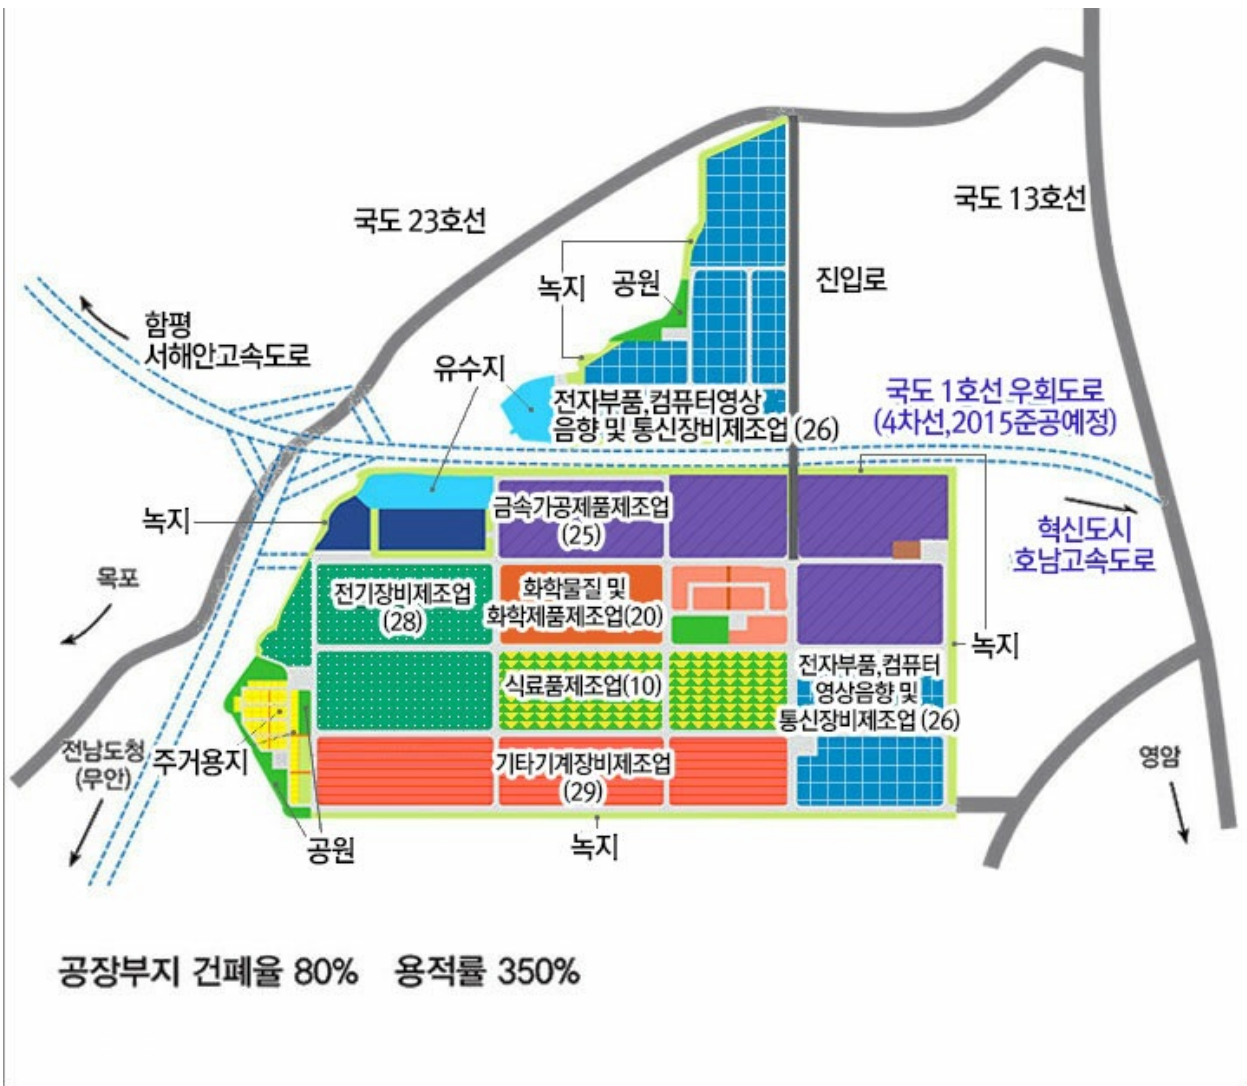 국도 23호선
국도 13호선
녹지
공원
진입로
함평
서해안고속도로
유수지
전자부품,컴퓨터영상
음향 및 통신장비제조업 (26)
국도 1호선 우회도로
(4차선,2015준공예정)
녹지
금속가공제품제조업
(25)
혁신도시
호남고속도로
목포
전기장비제조업
(28)
화학물질 및
화학제품제조업(20)
녹지
식료품제조업(10)
전자부품,컴퓨터
영상음향 및
통신장비제조업 (26)
전남도청
(무안)
주거용지
기타기계장비제조업
(29)
영암
공원
녹지
공장부지 건폐율 80% 용적률 350%